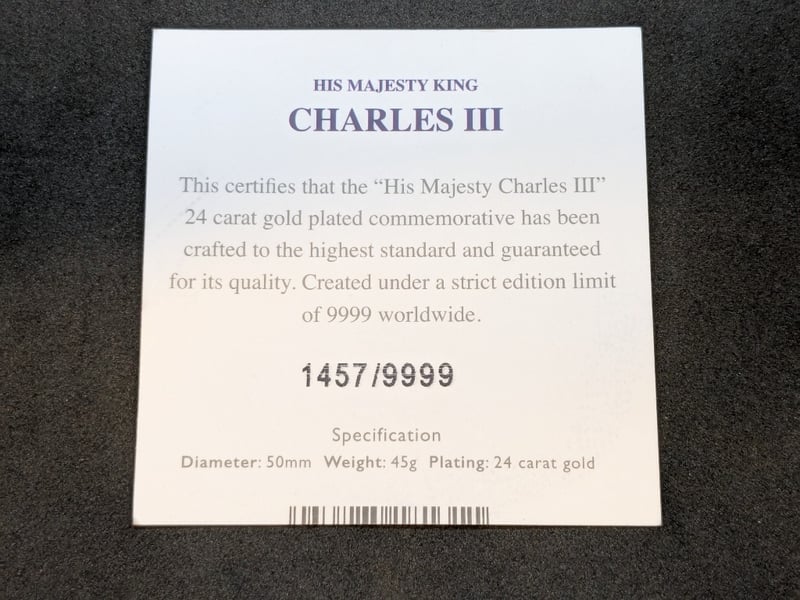 HIS MAJESTY KING
CHARLES III
This certifies that the “His Majesty Charles III”
24 carat gold plated commemorative has been
crafted to the highest standard and guaranteed
for its quality. Created under a strict edition limit
of 9999 worldwide.
1457/9999
Specification
Diameter: 50mm Weight: 45g Plating: 24 carat gold